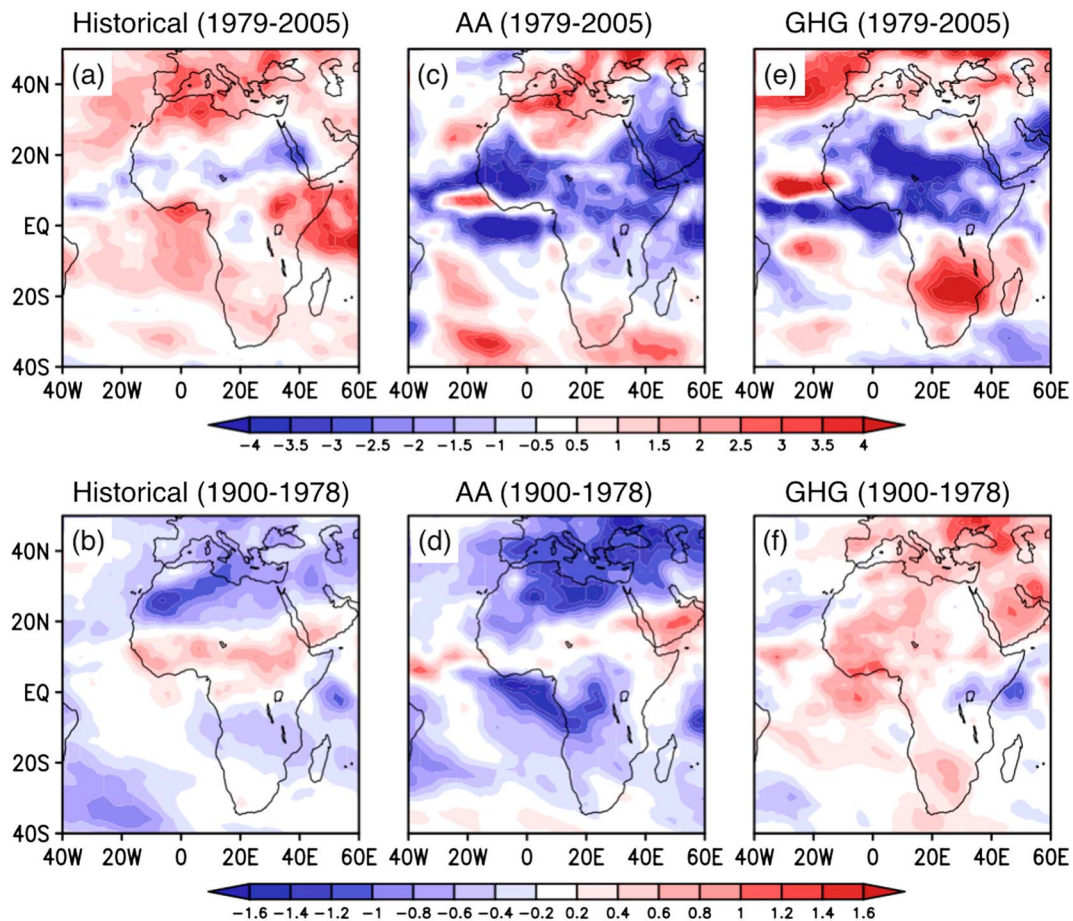 Historical (1979-2005) AA (1979-2005) GHG (1979-2005)
(a) (c) (e)
40N
20N
EQ
20S
40S
40W 20W 0 20E 40E 60E 40W 20W 0 20E 40E 60E 40W 20W 0 20E 40E 60E
−4 −3.5 −3 −2.5 −2 −1.5 −1 −0.5 0.5 1 1.5 2 2.5 3 3.5 4
Historical (1900-1978) AA (1900-1978) GHG (1900-1978)
(b) (d) (f)
40N
20N
EQ
20S
40S
40W 20W 0 20E 40E 60E 40W 20W 0 20E 40E 60E 40W 20W 0 20E 40E 60E
−1.6 −1.4 −1.2 −1 −0.8 −0.6 −0.4 −0.2 0.2 0.4 0.6 0.8 1 1.2 1.4 1.6